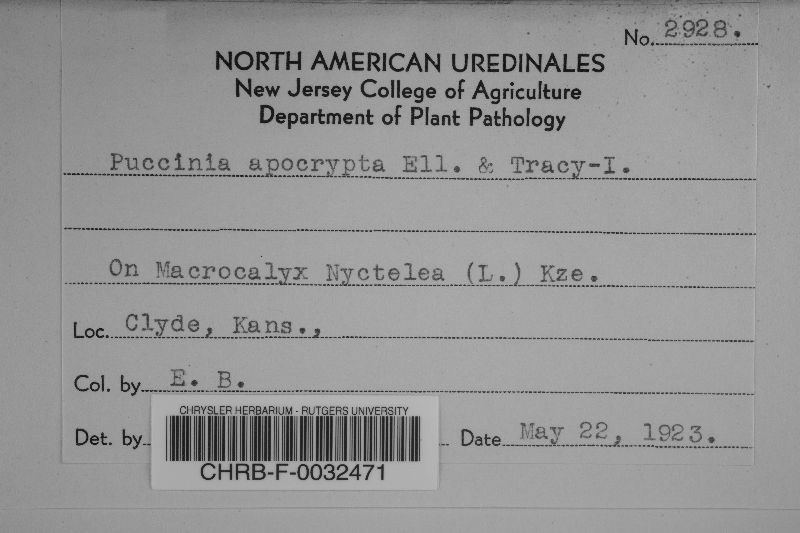 No. 2928.
NORTH AMERICAN UREDINALES
New Jersey College of Agriculture
Department of Plant Pathology
Puccinia apocrypta Ell. & Tracy-I.
On Macrocalyx Nyctelea (L.) Kze.
Loc. Clyde, Kans.,
Col. by E. B.
Det. by Date May 22, 1923.
CHRYSLER HERBARIUM - RUTGERS UNIVERSITY
CHRB-F-0032471